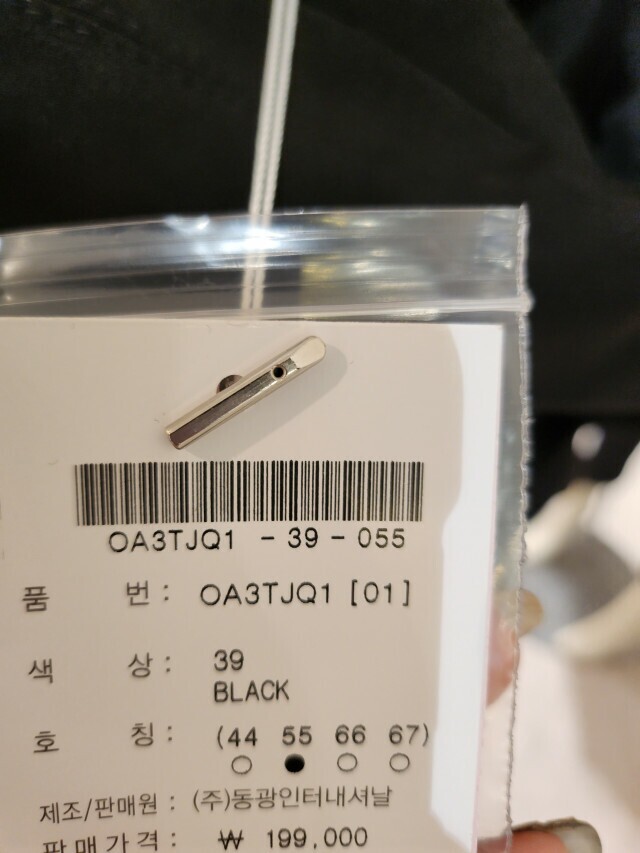 OA3TJQ1 - 39 - 055
품 번 : OA3TJQ1 [01]
색 상 : 39
BLACK
호 칭 : (44 55 66 67)
제조/판매원 : (주)동광인터내셔날
판매가격 : ₩ 199,000